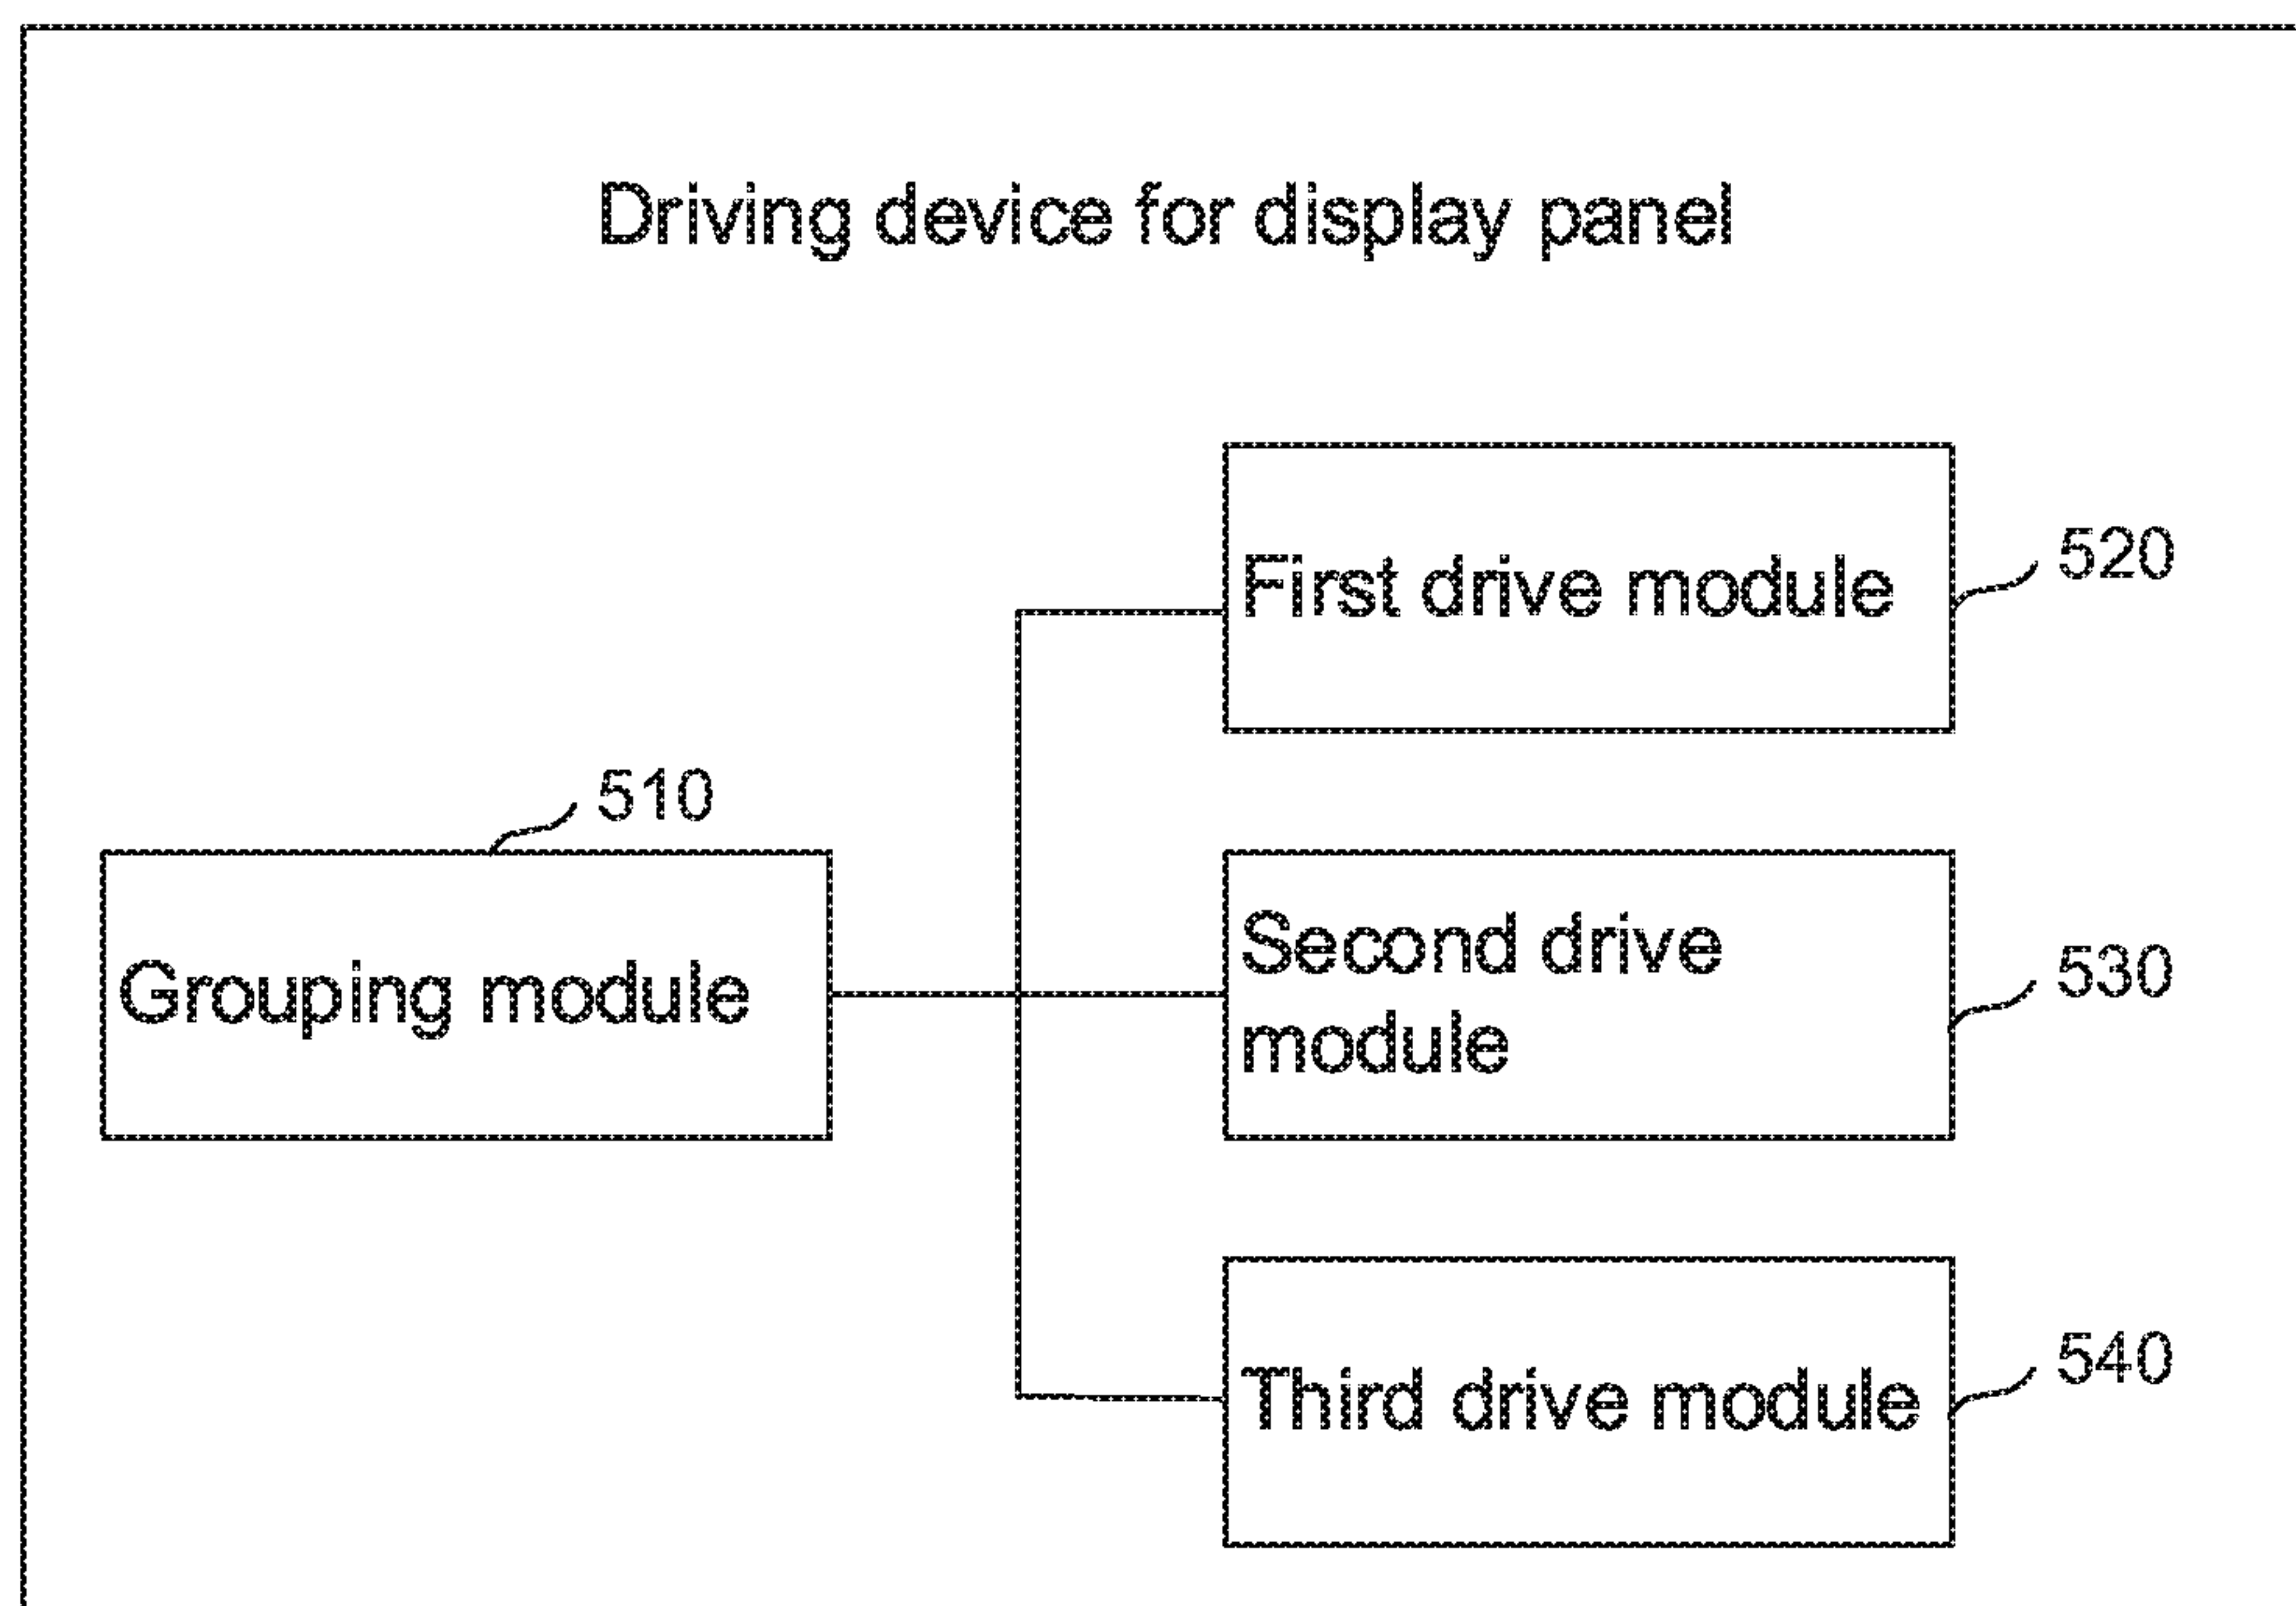 Driving device for display panel
First drive module
520
510
Grouping module
Second drive
module
530
Third drive module
540